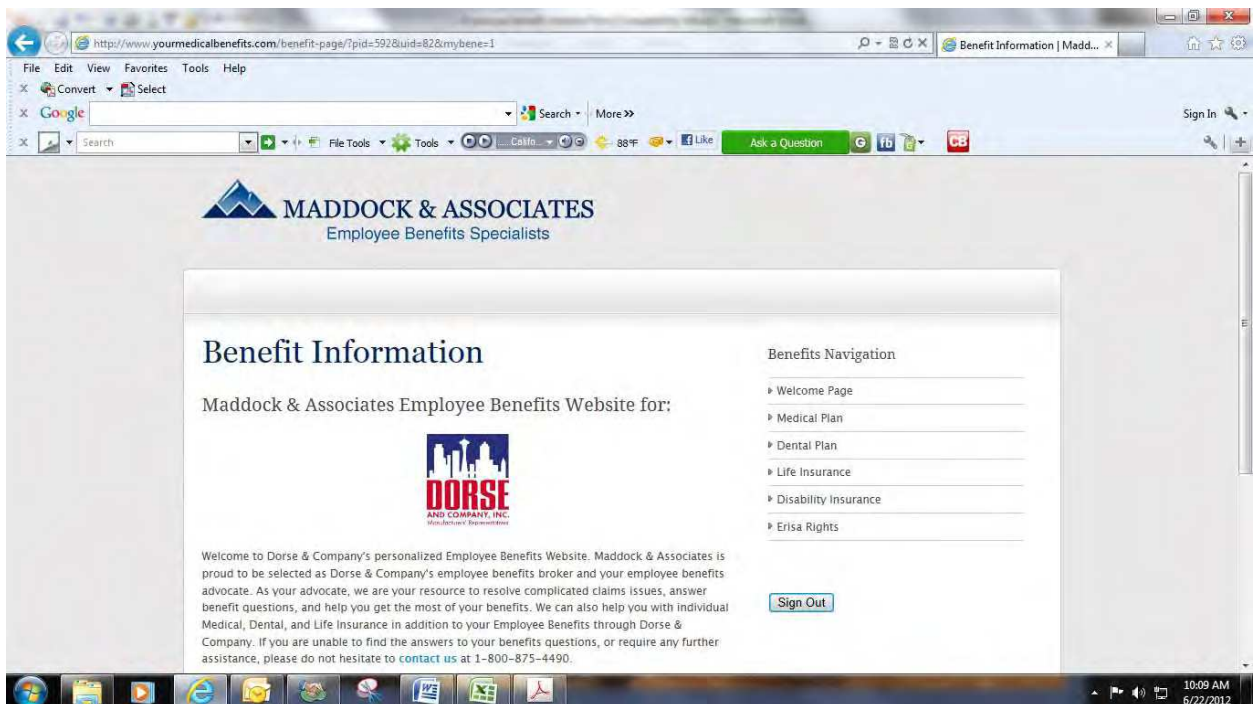 http://www.yourmedicalbenefits.com/benefit-page/?pid=592&uid=82&mybene=1
Benefit Information | Madd...
File Edit View Favorites Tools Help
x Convert Select
x Google Search More >>
Sign In
x Search File Tools Tools 88°F Like Ask a Question G fb CB
MADDOCK & ASSOCIATES
Employee Benefits Specialists
Benefit Information
Maddock & Associates Employee Benefits Website for:
DORSE
AND COMPANY, INC.
Manufacturers' Representatives
Welcome to Dorse & Company's personalized Employee Benefits Website. Maddock & Associates is
proud to be selected as Dorse & Company's employee benefits broker and your employee benefits
advocate. As your advocate, we are your resource to resolve complicated claims issues, answer
benefit questions, and help you get the most of your benefits. We can also help you with individual
Medical, Dental, and Life Insurance in addition to your Employee Benefits through Dorse &
Company. If you are unable to find the answers to your benefits questions, or require any further
assistance, please do not hesitate to contact us at 1-800-875-4490.
Benefits Navigation
Welcome Page
Medical Plan
Dental Plan
Life Insurance
Disability Insurance
Erisa Rights
Sign Out
10:09 AM
6/22/2012